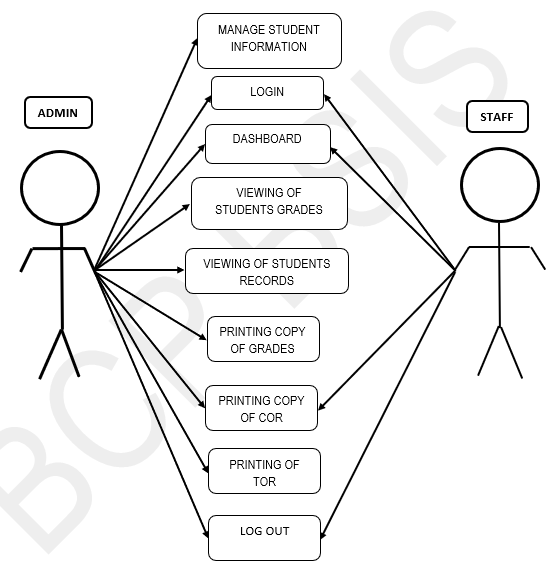 MANAGE STUDENT
INFORMATION
LOGIN
ADMIN
STAFF
DASHBOARD
VIEWING OF
STUDENTS GRADES
VIEWING OF STUDENTS
RECORDS
PRINTING COPY
OF GRADES
PRINTING COPY
OF COR
PRINTING OF
TOR
LOG OUT